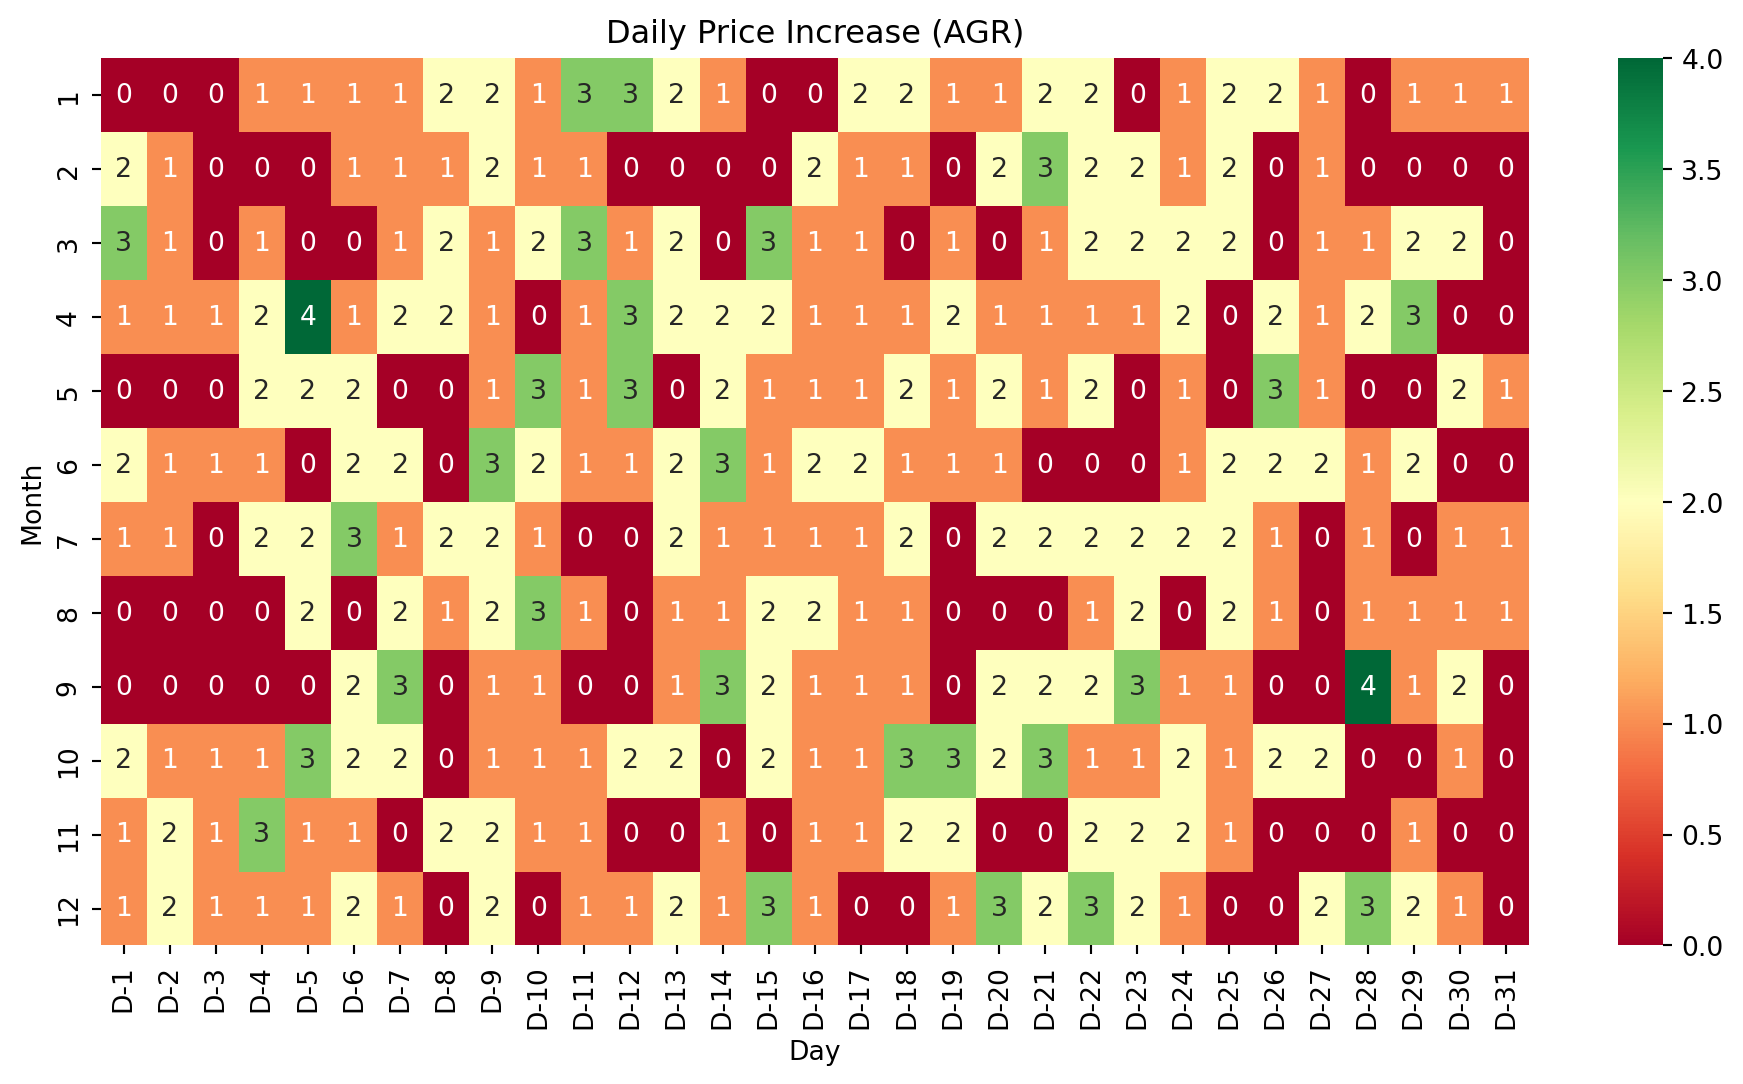 Daily Price Increase (AGR)
1 0 0 0 1 1 1 1 2 2 1 3 3 2 1 0 0 2 2 1 1 2 2 0 1 2 2 1 0 1 1 1
2 2 1 0 0 0 1 1 1 2 1 1 0 0 0 0 2 1 1 0 2 3 2 2 1 2 0 1 0 0 0 0
3 3 1 0 1 0 0 1 2 1 2 3 1 2 0 3 1 1 0 1 0 1 2 2 2 2 0 1 1 2 2 0
4 1 1 1 2 4 1 2 2 1 0 1 3 2 2 2 1 1 1 2 1 1 1 1 2 0 2 1 2 3 0 0
5 0 0 0 2 2 2 0 0 1 3 1 3 0 2 1 1 1 2 1 2 1 2 0 1 0 3 1 0 0 2 1
6 2 1 1 1 0 2 2 0 3 2 1 1 2 3 1 2 2 1 1 1 0 0 0 1 2 2 2 1 2 0 0
7 1 1 0 2 2 3 1 2 2 1 0 0 2 1 1 1 1 2 0 2 2 2 2 2 2 1 0 1 0 1 1
8 0 0 0 0 2 0 2 1 2 3 1 0 1 1 2 2 1 1 0 0 0 1 2 0 2 1 0 1 1 1 1
9 0 0 0 0 0 2 3 0 1 1 0 0 1 3 2 1 1 1 0 2 2 2 3 1 1 0 0 4 1 2 0
10 2 1 1 1 3 2 2 0 1 1 1 2 2 0 2 1 1 3 3 2 3 1 1 2 1 2 2 0 0 1 0
11 1 2 1 3 1 1 0 2 2 1 1 0 0 1 0 1 1 2 2 0 0 2 2 2 1 0 0 0 1 0 0
12 1 2 1 1 1 2 1 0 2 0 1 1 2 1 3 1 0 0 1 3 2 3 2 1 0 0 2 3 2 1 0
D-1 D-2 D-3 D-4 D-5 D-6 D-7 D-8 D-9 D-10 D-11 D-12 D-13 D-14 D-15 D-16 D-17 D-18 D-19 D-20 D-21 D-22 D-23 D-24 D-25 D-26 D-27 D-28 D-29 D-30 D-31
Day
Month
4.0
3.5
3.0
2.5
2.0
1.5
1.0
0.5
0.0